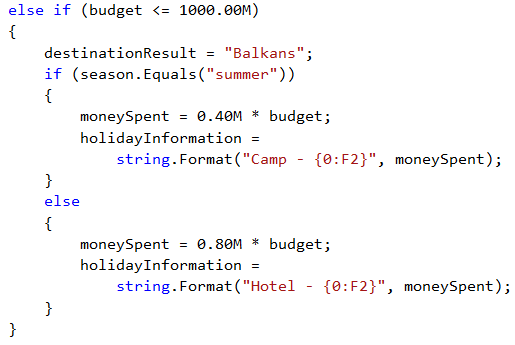 else if (budget <= 1000.00M)
{
    destinationResult = "Balkans";
    if (season.Equals("summer"))
    {
        moneySpent = 0.40M * budget;
        holidayInformation =
            string.Format("Camp - {0:F2}", moneySpent);
    }
    else
    {
        moneySpent = 0.80M * budget;
        holidayInformation =
            string.Format("Hotel - {0:F2}", moneySpent);
    }
}